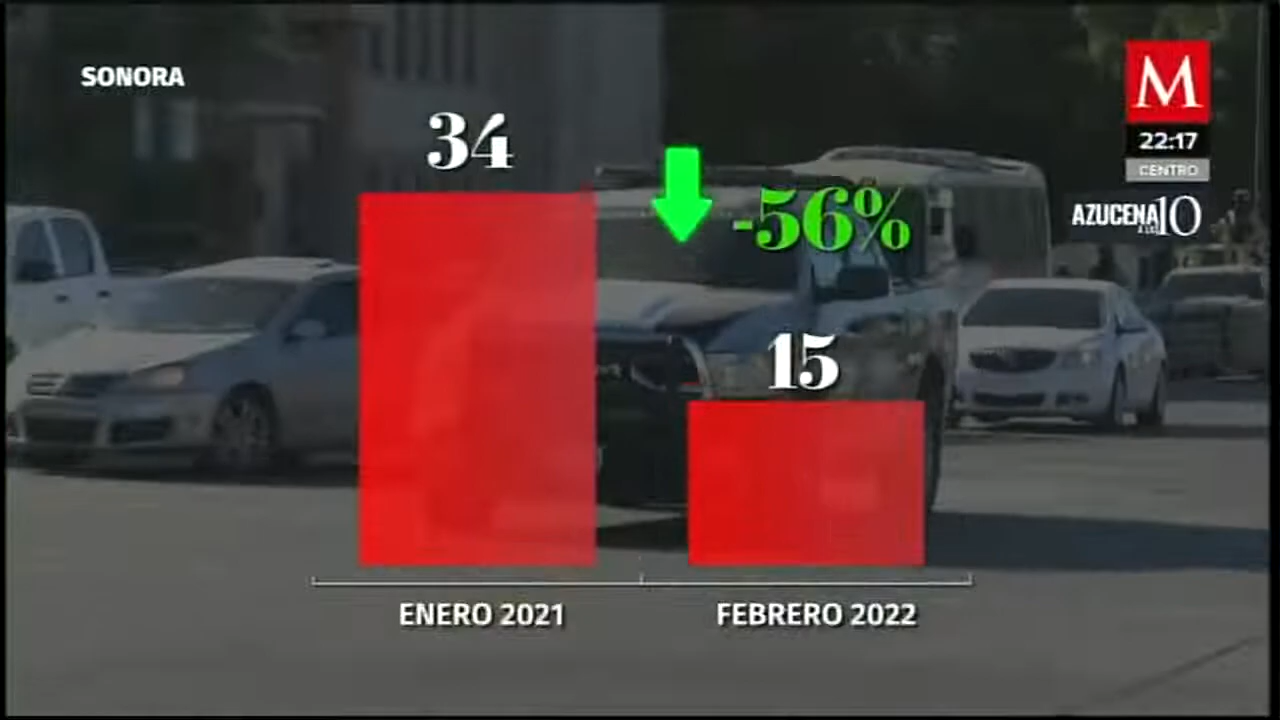 SONORA
M
22:17
CENTRO
AZUCENA
A LAS
10
34
-56%
15
ENERO 2021
FEBRERO 2022